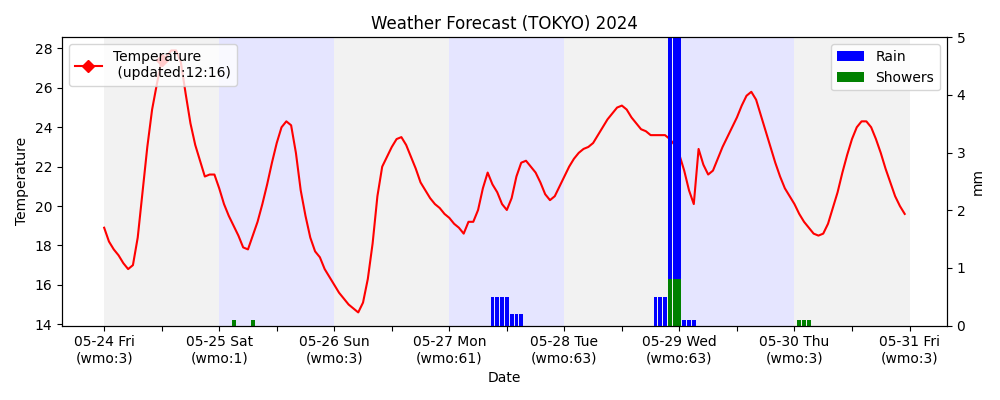 Weather Forecast (TOKYO) 2024
Temperature
(updated:12:16)
Rain
Showers
28
26
24
22
20
18
16
14
Temperature
5
4
3
2
1
0
mm
05-24 Fri
(wmo:3)
05-25 Sat
(wmo:1)
05-26 Sun
(wmo:3)
05-27 Mon
(wmo:61)
05-28 Tue
(wmo:63)
05-29 Wed
(wmo:63)
05-30 Thu
(wmo:3)
05-31 Fri
(wmo:3)
Date